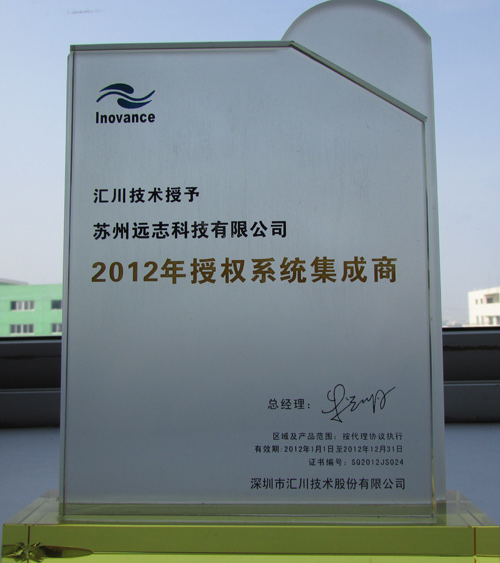 Inovance
汇川技术授予
苏州远志科技有限公司
2012年授权系统集成商
总经理：
区域及产品范围：按代理协议执行
有效期:2012年1月1日至2012年12月31日
证书编号：SQ2012JS024
深圳市汇川技术股份有限公司